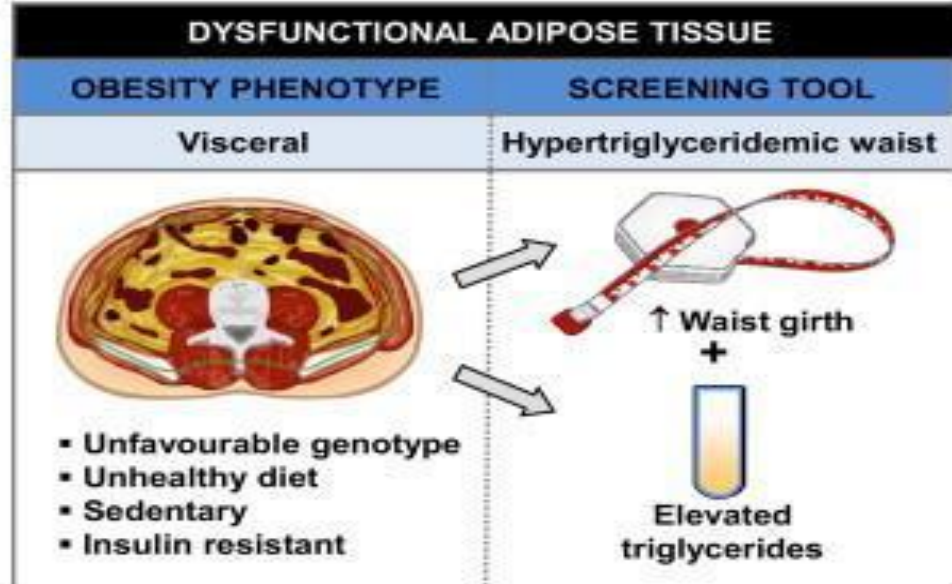 DYSFUNCTIONAL ADIPOSE TISSUE
OBESITY PHENOTYPE
SCREENING TOOL
Visceral
Hypertriglyceridemic waist
▪ Unfavourable genotype
▪ Unhealthy diet
▪ Sedentary
▪ Insulin resistant
↑ Waist girth
+
Elevated
triglycerides